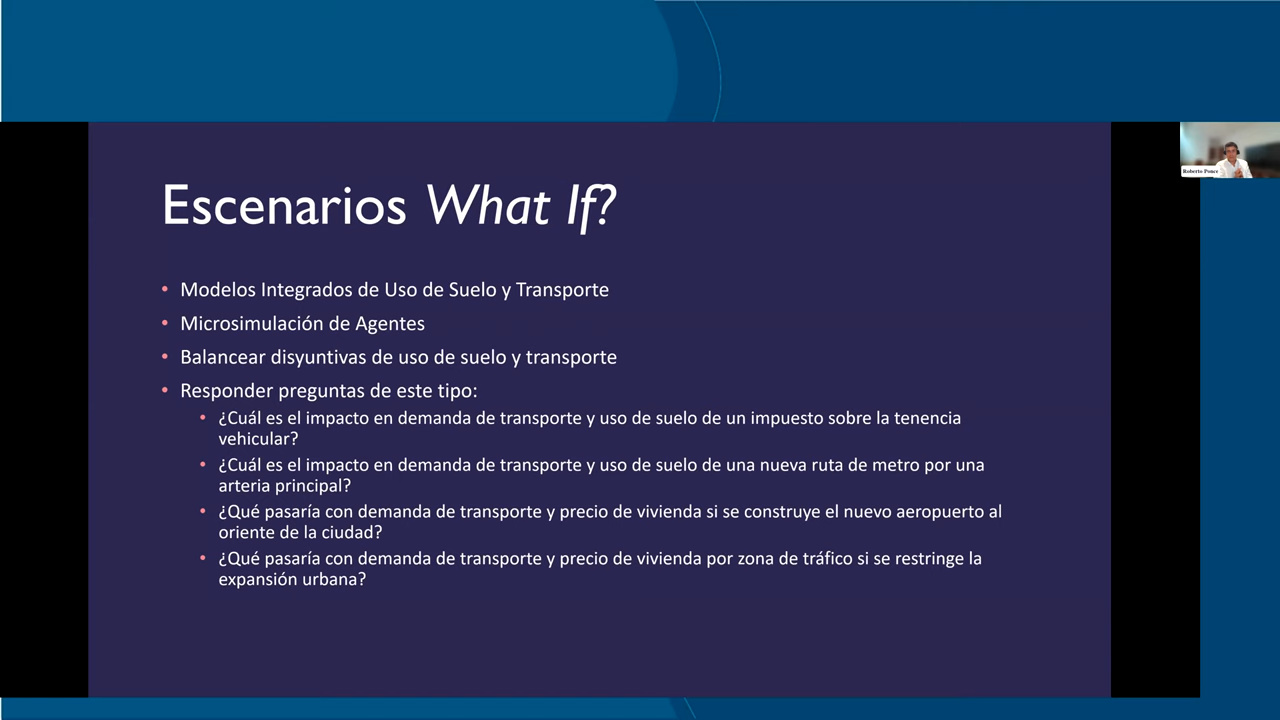 Escenarios What If?
• Modelos Integrados de Uso de Suelo y Transporte
• Microsimulación de Agentes
• Balancear disyuntivas de uso de suelo y transporte
• Responder preguntas de este tipo:
• ¿Cuál es el impacto en demanda de transporte y uso de suelo de un impuesto sobre la tenencia
vehicular?
• ¿Cuál es el impacto en demanda de transporte y uso de suelo de una nueva ruta de metro por una
arteria principal?
• ¿Qué pasaría con demanda de transporte y precio de vivienda si se construye el nuevo aeropuerto al
oriente de la ciudad?
• ¿Qué pasaría con demanda de transporte y precio de vivienda por zona de tráfico si se restringe la
expansión urbana?
Roberto Ponce